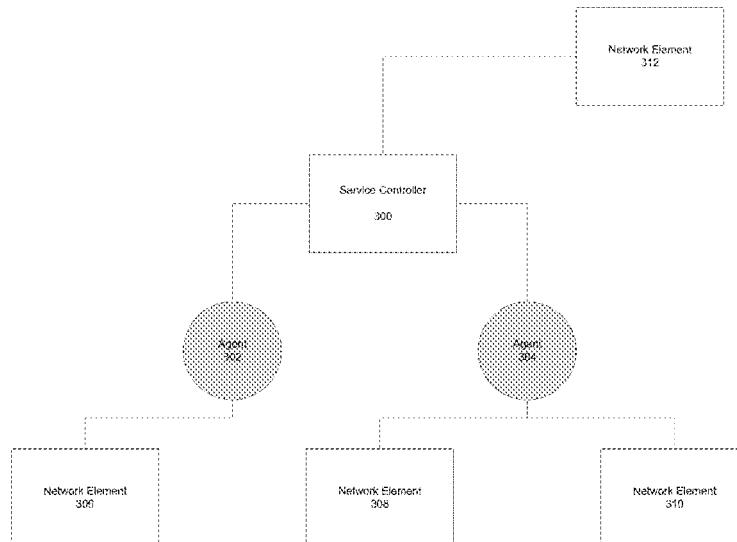 Network Element
312
Service Controller
300
Agent
302
Agent
304
Network Element
306
Network Element
308
Network Element
310